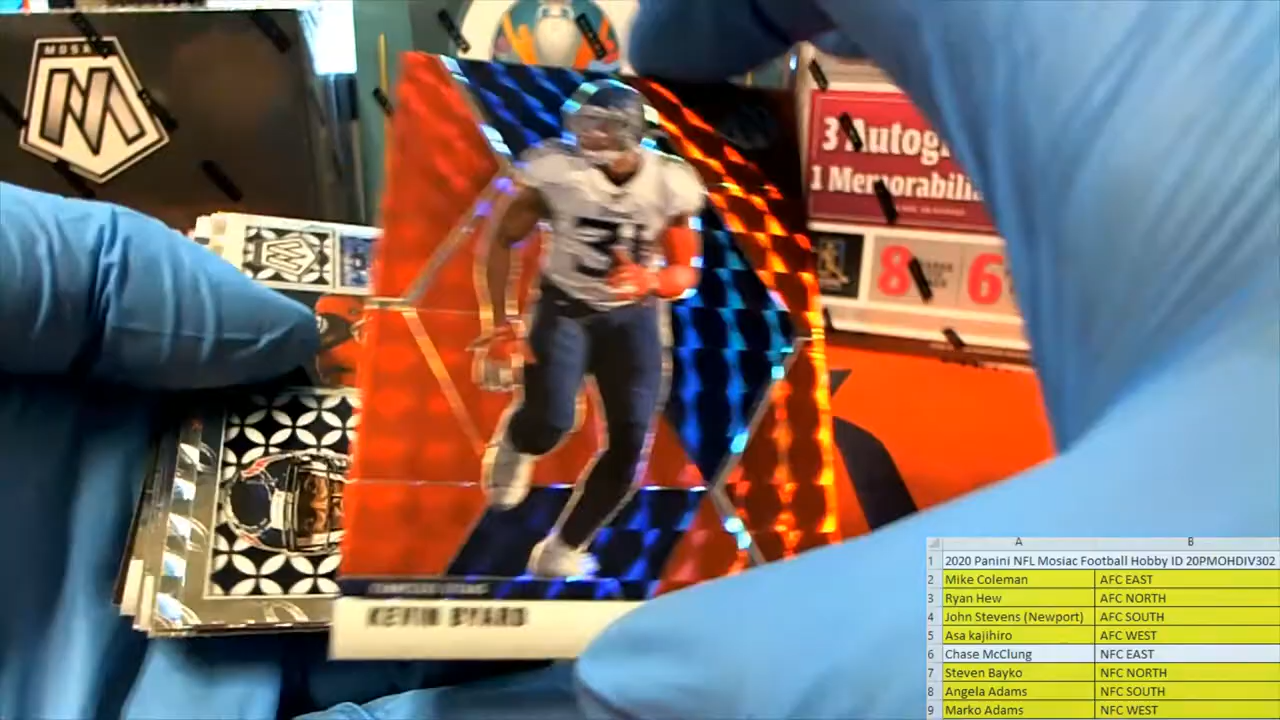 MOSAIC
M
3 Autog
1 Memorabili
8
6
31
KEVIN BYARD
A B
1 2020 Panini NFL Mosiac Football Hobby ID 20PMOHDIV302
2 Mike Coleman AFC EAST
3 Ryan Hew AFC NORTH
4 John Stevens (Newport) AFC SOUTH
5 Asa kajihiro AFC WEST
6 Chase McClung NFC EAST
7 Steven Bayko NFC NORTH
8 Angela Adams NFC SOUTH
9 Marko Adams NFC WEST